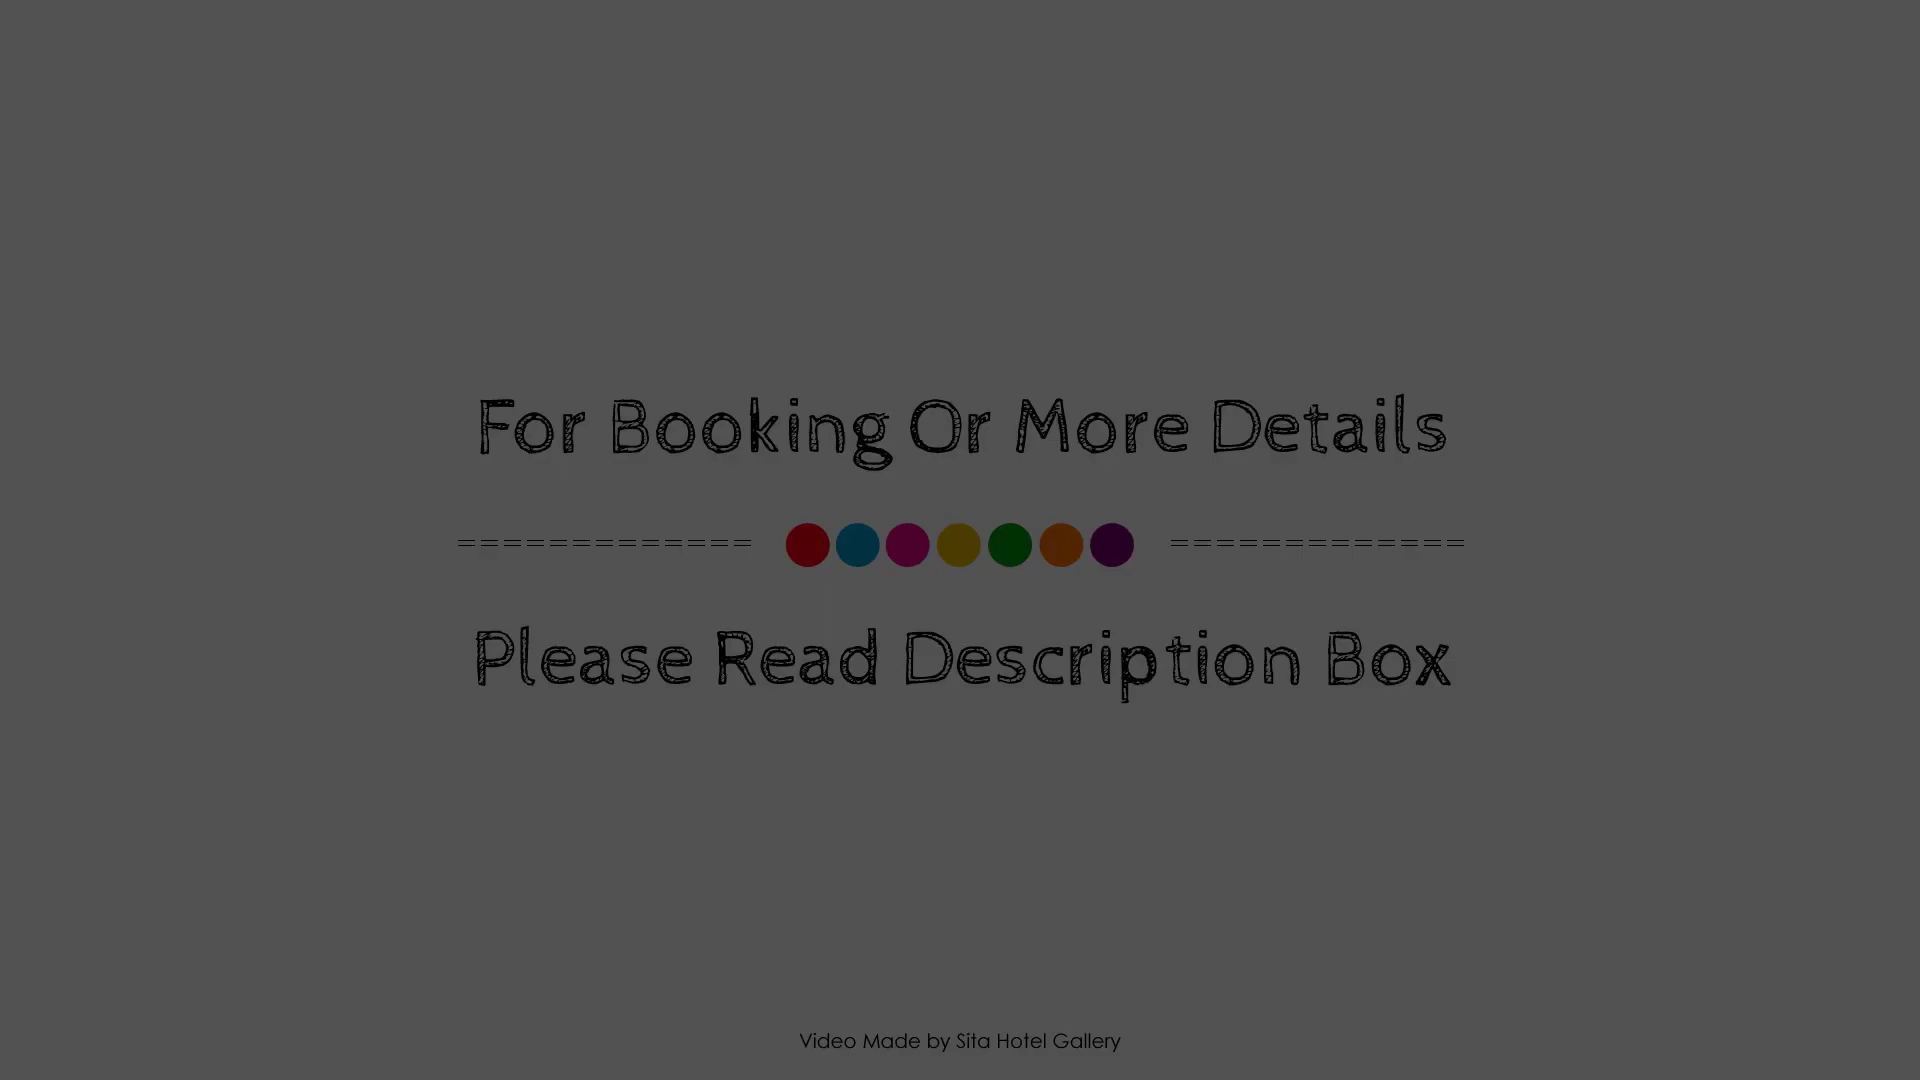 For Booking Or More Details
============= =============
Please Read Description Box
Video Made by Sita Hotel Gallery